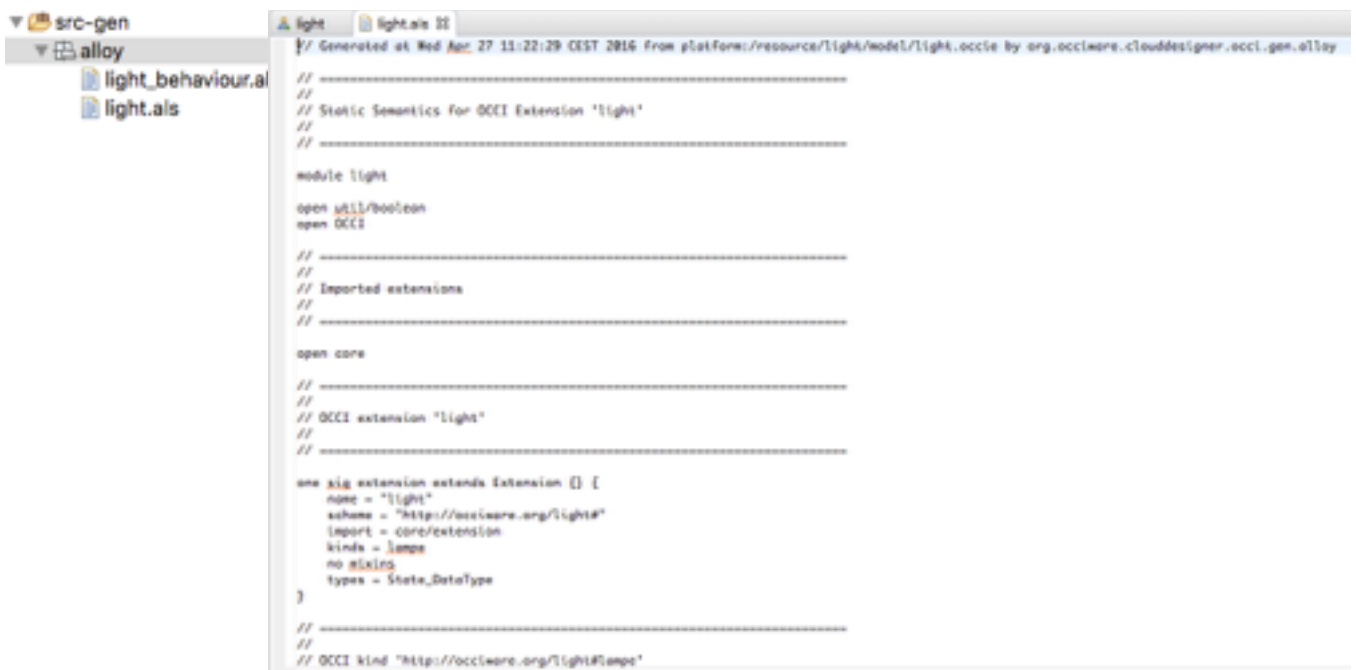 src-gen
alloy
light_behaviour.al
light.als
light
light.als
// Generated at Wed Apr 27 11:22:29 CEST 2016 from platform:/resource/light/model/light.occie by org.occiware.clouddesigner.occi.gen.alloy
// ======================================================================
//
// Static Semantics for OCCI Extension "light"
//
// ======================================================================
module light
open util/boolean
open OCCI
// ======================================================================
//
// Imported extensions
//
// ======================================================================
open core
// ======================================================================
//
// OCCI extension "light"
//
// ======================================================================
one sig extension extends Extension {} {
name = "light"
scheme = "http://occiware.org/light#"
import = core/extension
kinds = lampe
no mixins
types = State_DataType
}
// ======================================================================
//
// OCCI kind "http://occiware.org/light#lampe"